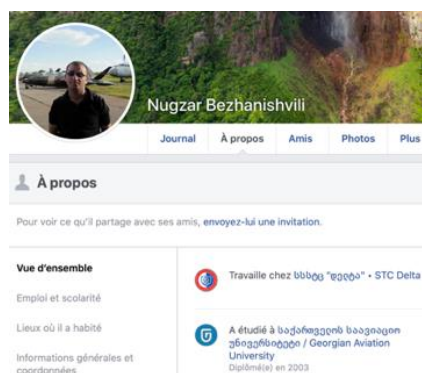 Nugzar Bezhanishvili
Journal À propos Amis Photos Plus
À propos
Pour voir ce qu'il partage avec ses amis, envoyez-lui une invitation.
Vue d'ensemble
Emploi et scolarité
Lieux où il a habité
Informations générales et
coordonnées
Travaille chez სსსტც "დელტა" • STC Delta
A étudié à საქართველოს საავიაციო
უნივერსიტეტი / Georgian Aviation
University
Diplômé(e) en 2003